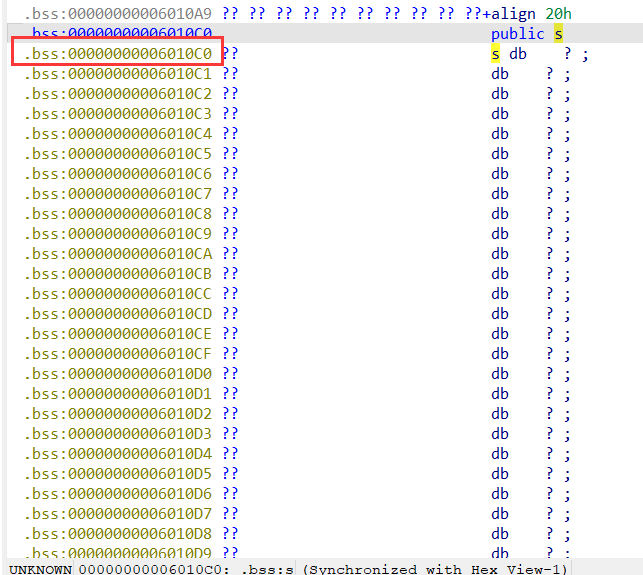 .bss:00000000006010A9 ?? ?? ?? ?? ?? ?? ?? ?? ?? ??+align 20h
.bss:00000000006010C0 public s
.bss:00000000006010C0 ?? s db ? ;
.bss:00000000006010C1 ?? db ? ;
.bss:00000000006010C2 ?? db ? ;
.bss:00000000006010C3 ?? db ? ;
.bss:00000000006010C4 ?? db ? ;
.bss:00000000006010C5 ?? db ? ;
.bss:00000000006010C6 ?? db ? ;
.bss:00000000006010C7 ?? db ? ;
.bss:00000000006010C8 ?? db ? ;
.bss:00000000006010C9 ?? db ? ;
.bss:00000000006010CA ?? db ? ;
.bss:00000000006010CB ?? db ? ;
.bss:00000000006010CC ?? db ? ;
.bss:00000000006010CD ?? db ? ;
.bss:00000000006010CE ?? db ? ;
.bss:00000000006010CF ?? db ? ;
.bss:00000000006010D0 ?? db ? ;
.bss:00000000006010D1 ?? db ? ;
.bss:00000000006010D2 ?? db ? ;
.bss:00000000006010D3 ?? db ? ;
.bss:00000000006010D4 ?? db ? ;
.bss:00000000006010D5 ?? db ? ;
.bss:00000000006010D6 ?? db ? ;
.bss:00000000006010D7 ?? db ? ;
.bss:00000000006010D8 ?? db ? ;
.bss:00000000006010D9 ?? db ? ;
UNKNOWN 00000000006010C0: .bss:s (Synchronized with Hex View-1)